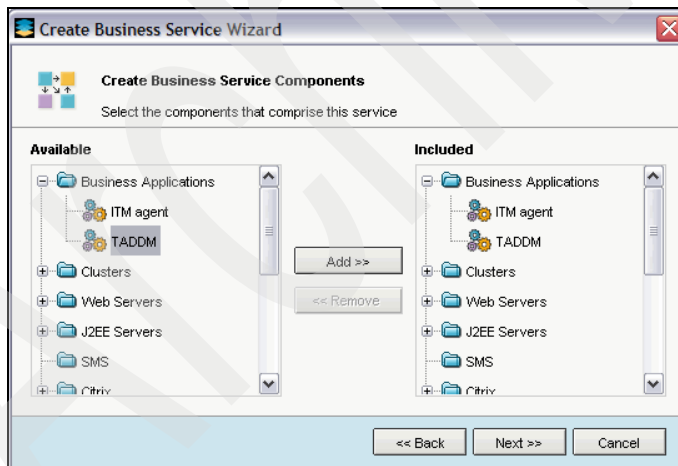 Create Business Service Wizard
Create Business Service Components
Select the components that comprise this service
Available
Included
Business Applications
ITM agent
TADDM
Clusters
Web Servers
J2EE Servers
SMS
Citrix
Add >>
<< Remove
Business Applications
ITM agent
TADDM
Clusters
Web Servers
J2EE Servers
SMS
Citrix
<< Back
Next >>
Cancel